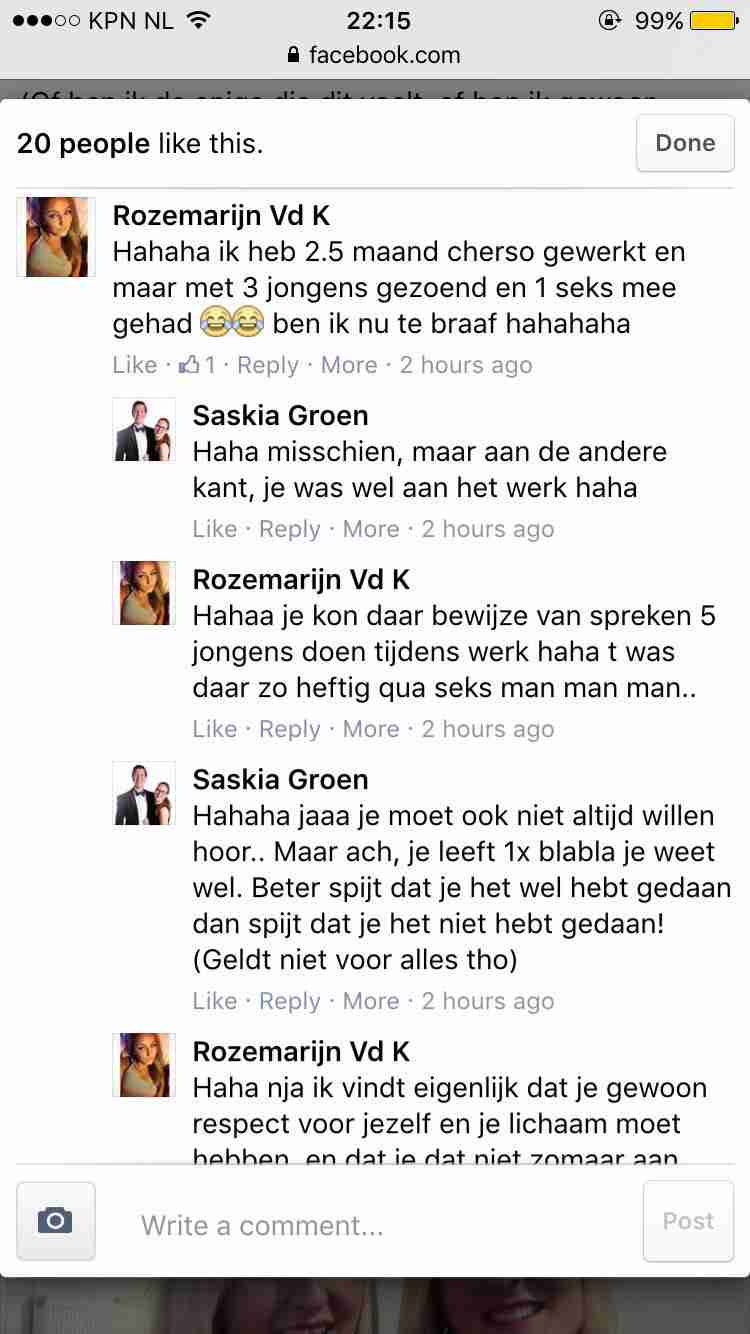 KPN NL 22:15 99%
facebook.com
20 people like this. Done
Rozemarijn Vd K
Hahaha ik heb 2.5 maand cherso gewerkt en
maar met 3 jongens gezoend en 1 seks mee
gehad 😂😂 ben ik nu te braaf hahahaha
Like · 1 · Reply · More · 2 hours ago
Saskia Groen
Haha misschien, maar aan de andere
kant, je was wel aan het werk haha
Like · Reply · More · 2 hours ago
Rozemarijn Vd K
Hahaa je kon daar bewijze van spreken 5
jongens doen tijdens werk haha t was
daar zo heftig qua seks man man man..
Like · Reply · More · 2 hours ago
Saskia Groen
Hahaha jaaa je moet ook niet altijd willen
hoor.. Maar ach, je leeft 1x blabla je weet
wel. Beter spijt dat je het wel hebt gedaan
dan spijt dat je het niet hebt gedaan!
(Geldt niet voor alles tho)
Like · Reply · More · 2 hours ago
Rozemarijn Vd K
Haha nja ik vindt eigenlijk dat je gewoon
respect voor jezelf en je lichaam moet
hebben en dat je dat niet zomaar aan
Write a comment... Post